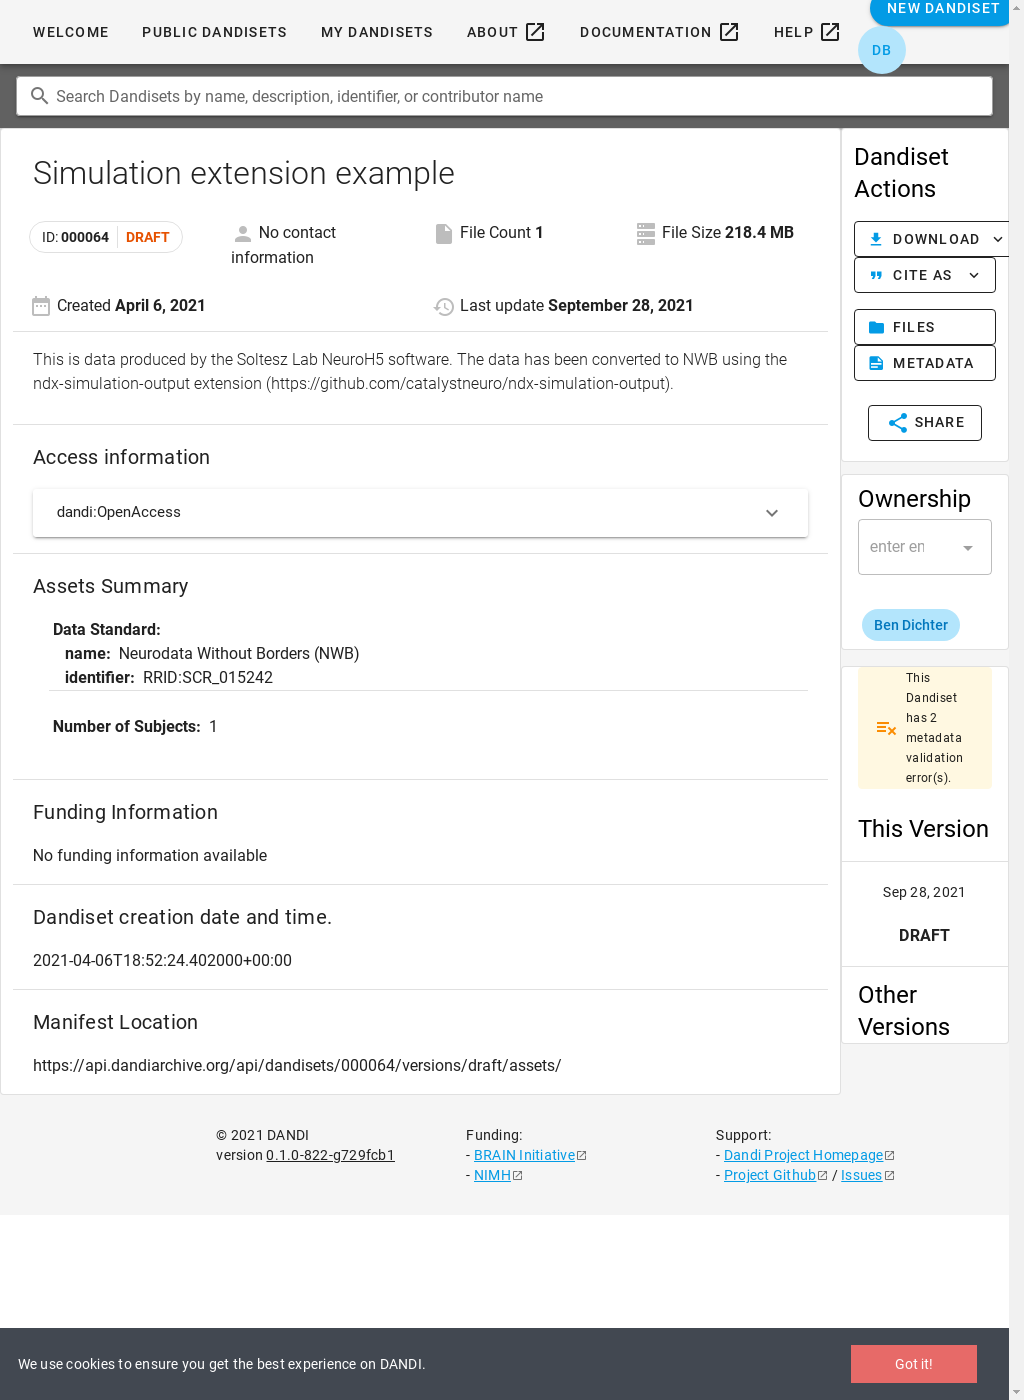 WELCOME PUBLIC DANDISETS MY DANDISETS ABOUT DOCUMENTATION HELP NEW DANDISET
DB
Search Dandisets by name, description, identifier, or contributor name
Simulation extension example
ID: 000064 DRAFT
No contact information
File Count 1
File Size 218.4 MB
Created April 6, 2021
Last update September 28, 2021
This is data produced by the Soltesz Lab NeuroH5 software. The data has been converted to NWB using the
ndx-simulation-output extension (https://github.com/catalystneuro/ndx-simulation-output).
Access information
dandi:OpenAccess
Assets Summary
Data Standard:
name: Neurodata Without Borders (NWB)
identifier: RRID:SCR_015242
Number of Subjects: 1
Funding Information
No funding information available
Dandiset creation date and time.
2021-04-06T18:52:24.402000+00:00
Manifest Location
https://api.dandiarchive.org/api/dandisets/000064/versions/draft/assets/
Dandiset
Actions
DOWNLOAD
CITE AS
FILES
METADATA
SHARE
Ownership
enter en
Ben Dichter
This
Dandiset
has 2
metadata
validation
error(s).
This Version
Sep 28, 2021
DRAFT
Other
Versions
© 2021 DANDI
version 0.1.0-822-g729fcb1
Funding:
- BRAIN Initiative
- NIMH
Support:
- Dandi Project Homepage
- Project Github / Issues
We use cookies to ensure you get the best experience on DANDI.
Got it!